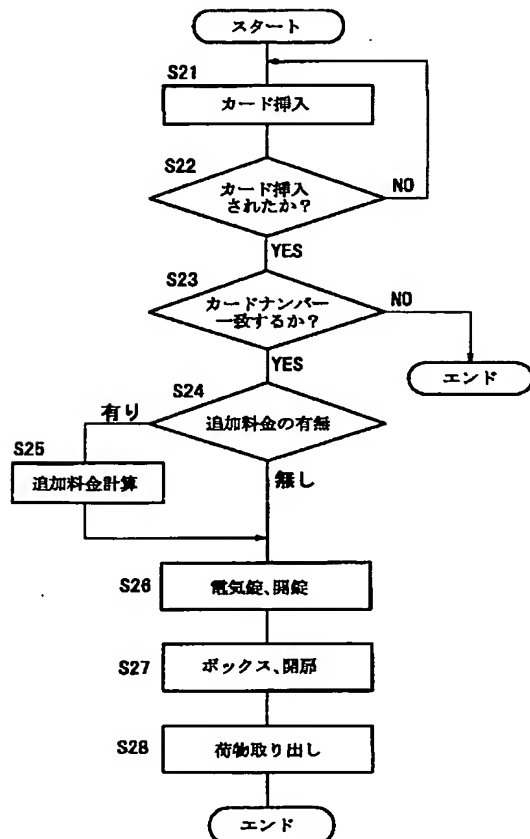 スタート
S21
カード挿入
S22
カード挿入
されたか?
NO
YES
S23
カードナンバー
一致するか?
NO
YES
エンド
S24
追加料金の有無
有り
無し
S25
追加料金計算
S26
電気錠、開錠
S27
ボックス、開扉
S28
荷物取り出し
エンド